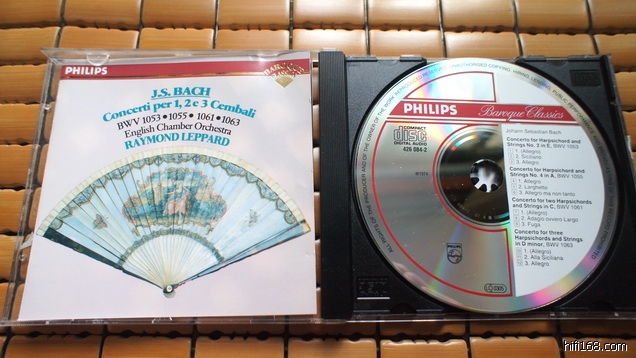 PHILIPS
J.S. BACH
Concerti per 1, 2 e 3 Cembali
BWV 1053 • 1055 • 1061 • 1063
English Chamber Orchestra
RAYMOND LEPPARD
PHILIPS
Baroque Classics
COMPACT
disc
DIGITAL AUDIO
426 084-2
Johann Sebastian Bach
Concerto for Harpsichord and
Strings No. 2 in E, BWV 1053
1. (Allegro)
2. Siciliano
3. Allegro
Concerto for Harpsichord and
Strings No. 4 in A, BWV 1055
1. (Allegro)
2. Larghetto
3. Allegro ma non tanto
Concerto for two Harpsichords
and Strings in C, BWV 1061
1. (Allegro)
2. Adagio ovvero Largo
3. Fuga
Concerto for three
Harpsichords and Strings
in D minor, BWV 1063
1. (Allegro)
2. Alla Siciliana
3. Allegro
PHILIPS
hifi168.com